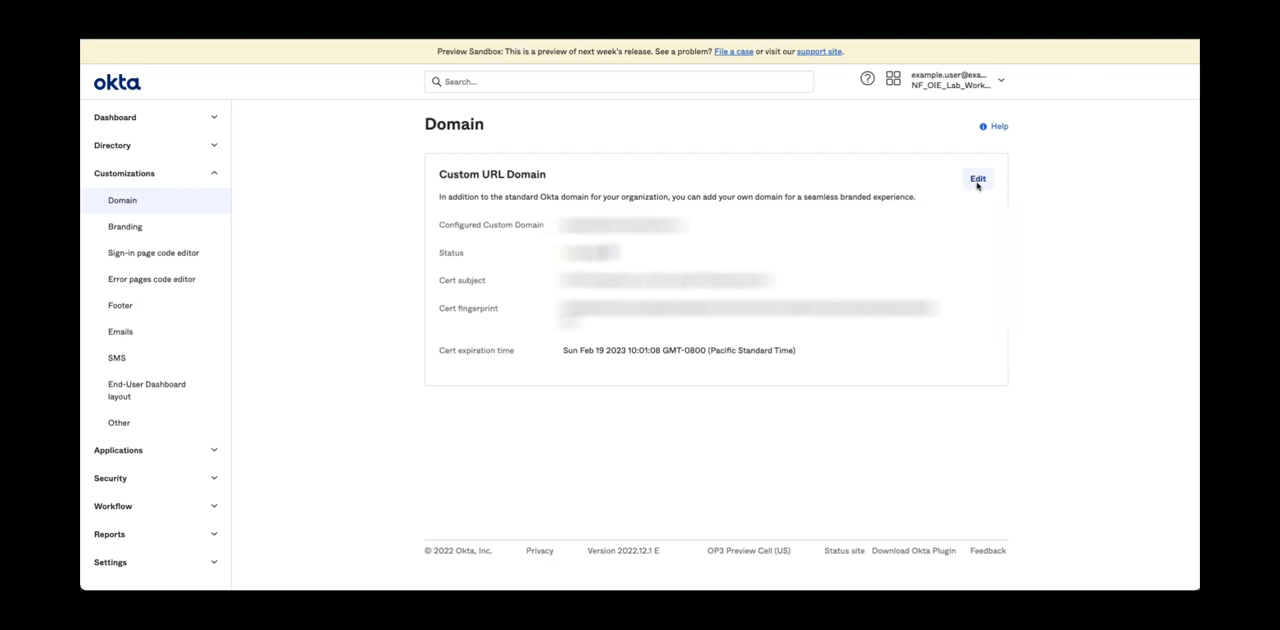 Preview Sandbox: This is a preview of next week's release. See a problem? File a case or visit our support site.
okta
Search...
example.user@exa...
NF_OIE_Lab_Work...
Dashboard
Directory
Customizations
Domain
Branding
Sign-in page code editor
Error pages code editor
Footer
Emails
SMS
End-User Dashboard
layout
Other
Applications
Security
Workflow
Reports
Settings
Domain
Help
Custom URL Domain
Edit
In addition to the standard Okta domain for your organization, you can add your own domain for a seamless branded experience.
Configured Custom Domain
Status
Cert subject
Cert fingerprint
Cert expiration time Sun Feb 19 2023 10:01:08 GMT-0800 (Pacific Standard Time)
© 2022 Okta, Inc. Privacy Version 2022.12.1 E OP3 Preview Cell (US) Status site Download Okta Plugin Feedback